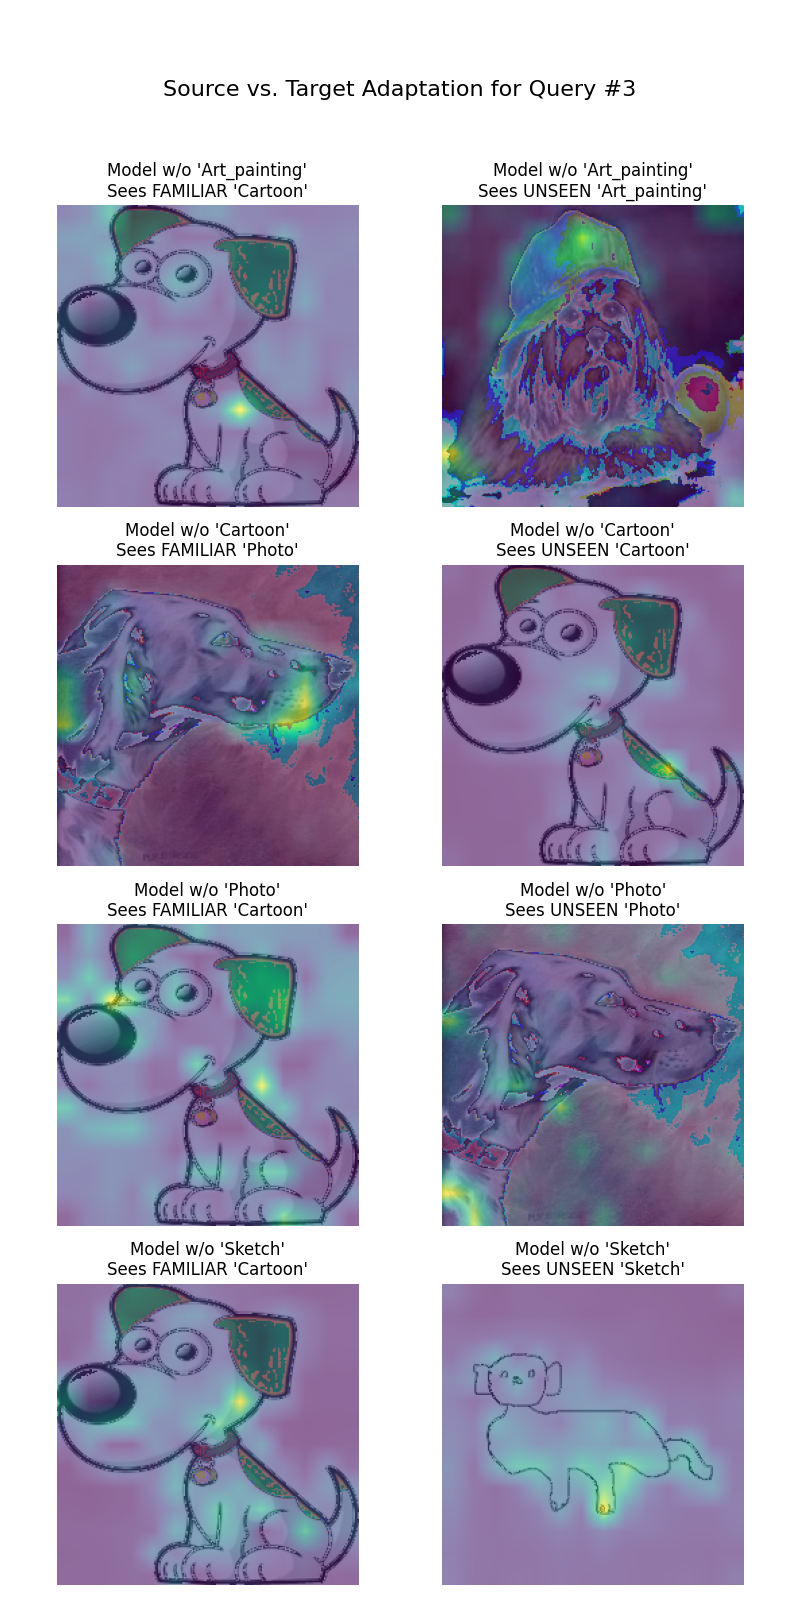 Source vs. Target Adaptation for Query #3
Model w/o 'Art_painting'
Sees FAMILIAR 'Cartoon'
Model w/o 'Art_painting'
Sees UNSEEN 'Art_painting'
Model w/o 'Cartoon'
Sees FAMILIAR 'Photo'
Model w/o 'Cartoon'
Sees UNSEEN 'Cartoon'
Model w/o 'Photo'
Sees FAMILIAR 'Cartoon'
Model w/o 'Photo'
Sees UNSEEN 'Photo'
Model w/o 'Sketch'
Sees FAMILIAR 'Cartoon'
Model w/o 'Sketch'
Sees UNSEEN 'Sketch'